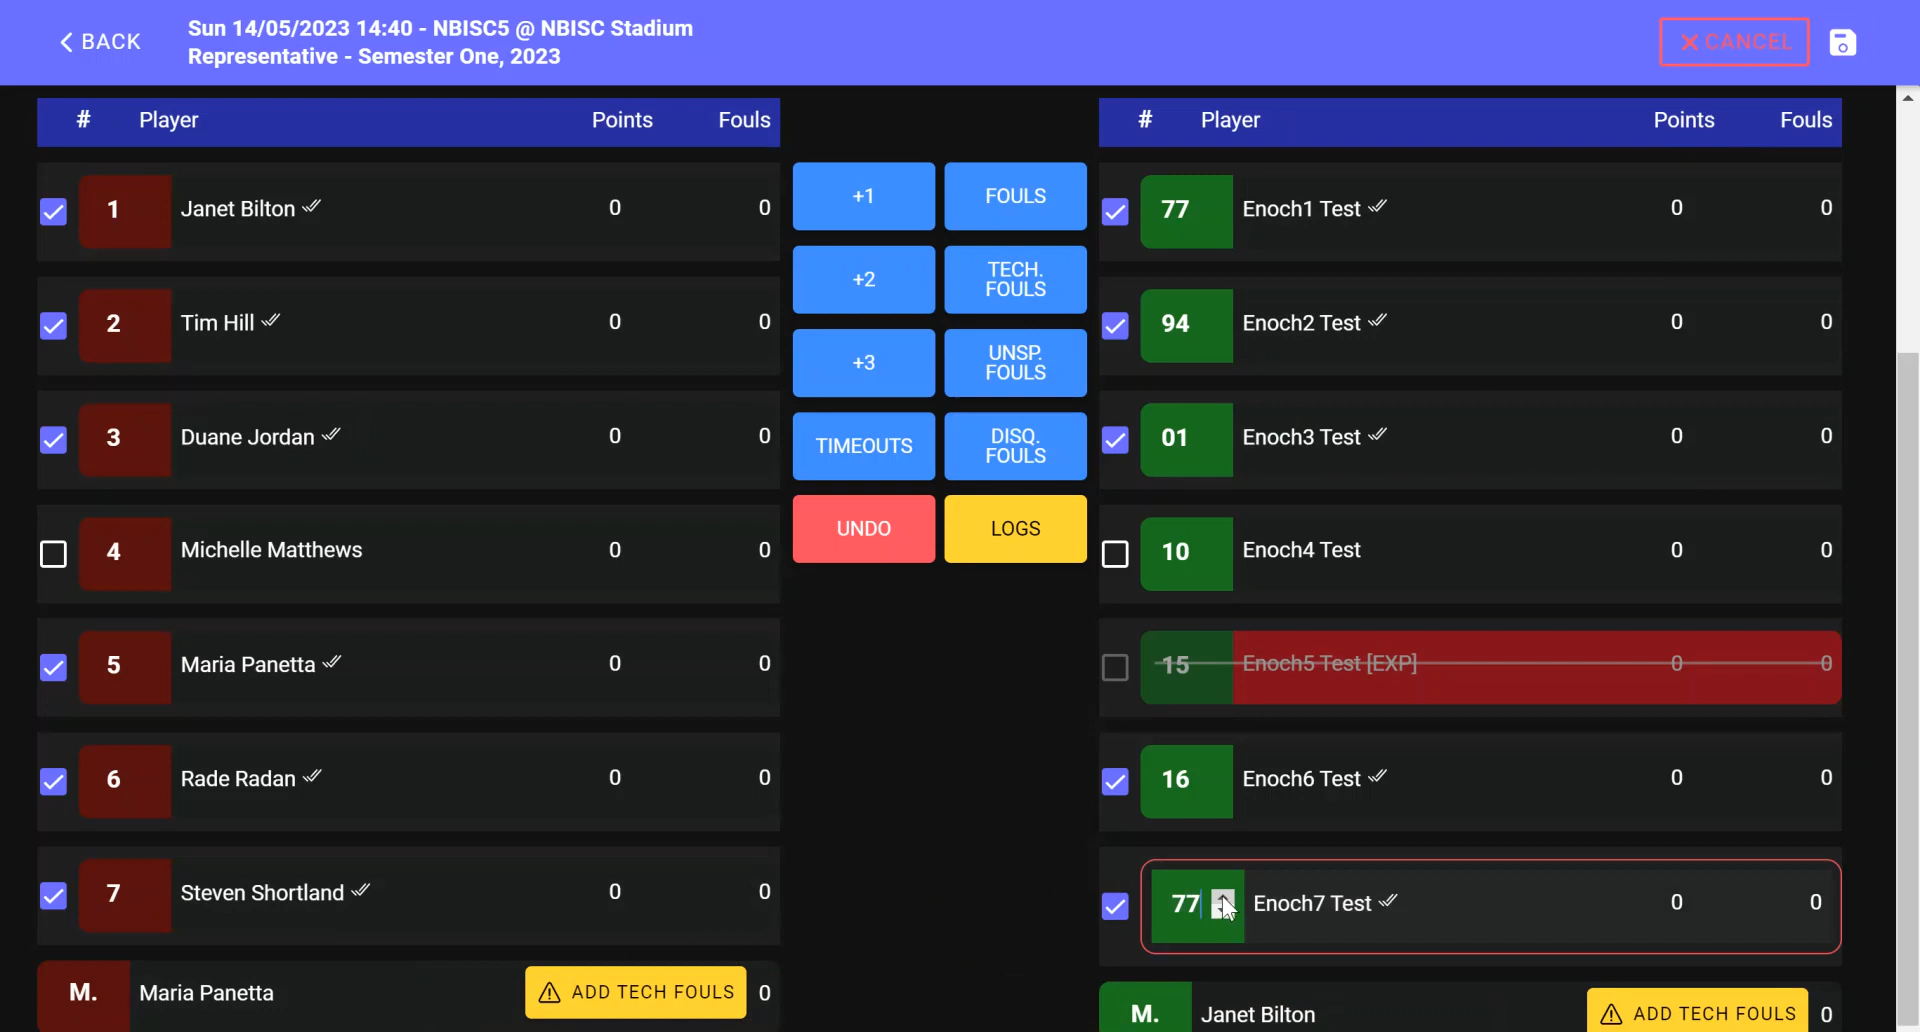 BACK
Sun 14/05/2023 14:40 - NBISC5 @ NBISC Stadium
Representative - Semester One, 2023
CANCEL
# Player Points Fouls
1 Janet Bilton 0 0
2 Tim Hill 0 0
3 Duane Jordan 0 0
4 Michelle Matthews 0 0
5 Maria Panetta 0 0
6 Rade Radan 0 0
7 Steven Shortland 0 0
M. Maria Panetta ADD TECH FOULS 0
+1
FOULS
+2
TECH.
FOULS
+3
UNSP.
FOULS
TIMEOUTS
DISQ.
FOULS
UNDO
LOGS
# Player Points Fouls
77 Enoch1 Test 0 0
94 Enoch2 Test 0 0
01 Enoch3 Test 0 0
10 Enoch4 Test 0 0
15 Enoch5 Test [EXP] 0 0
16 Enoch6 Test 0 0
77 Enoch7 Test 0 0
M. Janet Bilton ADD TECH FOULS 0